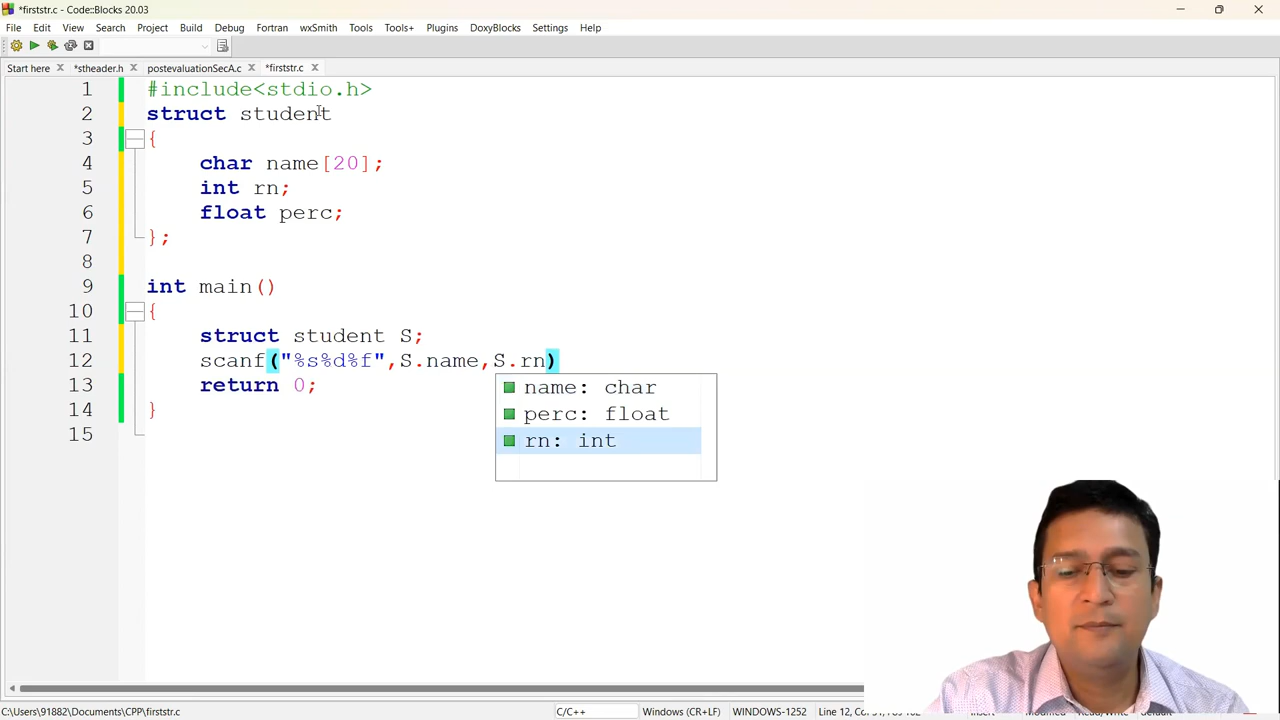 *firststr.c - Code::Blocks 20.03
File Edit View Search Project Build Debug Fortran wxSmith Tools Tools+ Plugins DoxyBlocks Settings Help
Start here *stheader.h postevaluationSecA.c *firststr.c
1 #include<stdio.h>
2 struct student
3 {
4 char name[20];
5 int rn;
6 float perc;
7 };
8
9 int main()
10 {
11 struct student S;
12 scanf("%s%d%f",S.name,S.rn)
13 return 0;
14 }
15
name: char
perc: float
rn: int
C:\Users\91882\Documents\CPP\firststr.c C/C++ Windows (CR+LF) WINDOWS-1252